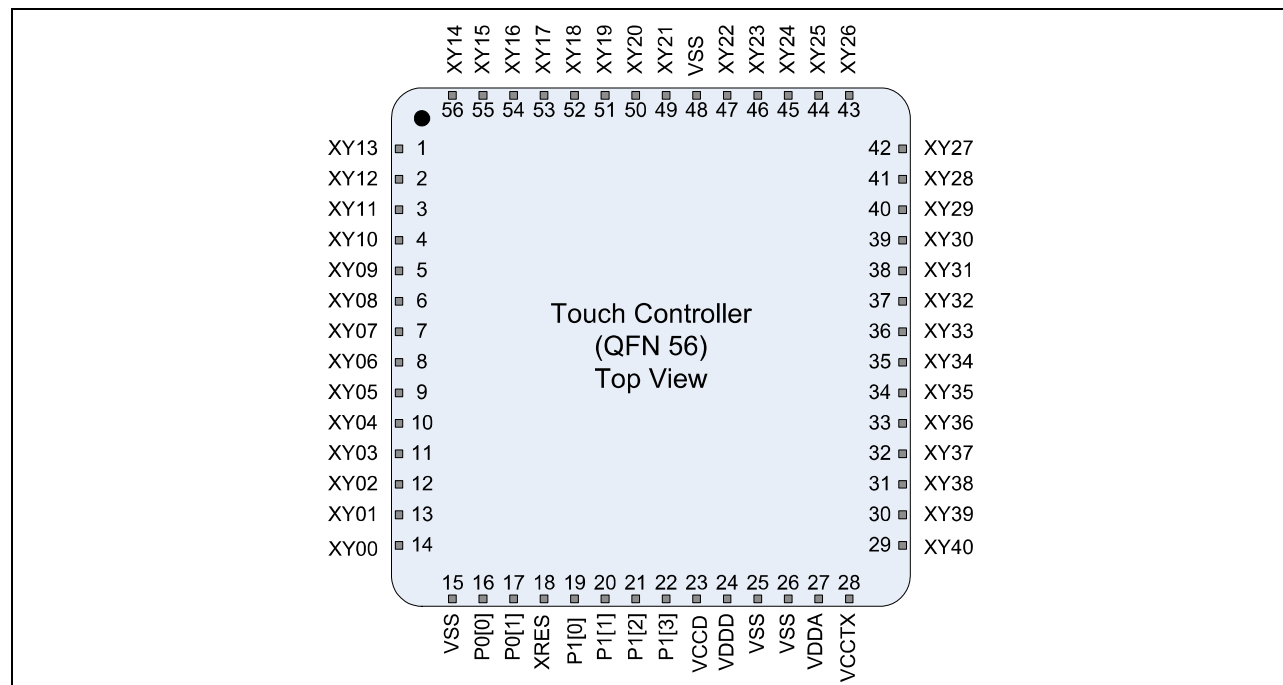 XY14 XY15 XY16 XY17 XY18 XY19 XY20 XY21 VSS XY22 XY23 XY24 XY25 XY26
56 55 54 53 52 51 50 49 48 47 46 45 44 43
XY13 1 42 XY27
XY12 2 41 XY28
XY11 3 40 XY29
XY10 4 39 XY30
XY09 5 38 XY31
XY08 6 37 XY32
XY07 7 36 XY33
XY06 8 35 XY34
XY05 9 34 XY35
XY04 10 33 XY36
XY03 11 32 XY37
XY02 12 31 XY38
XY01 13 30 XY39
XY00 14 29 XY40
Touch Controller
(QFN 56)
Top View
15 16 17 18 19 20 21 22 23 24 25 26 27 28
VSS P0[0] P0[1] XRES P1[0] P1[1] P1[2] P1[3] VCCD VDDD VSS VSS VDDA VCCTX